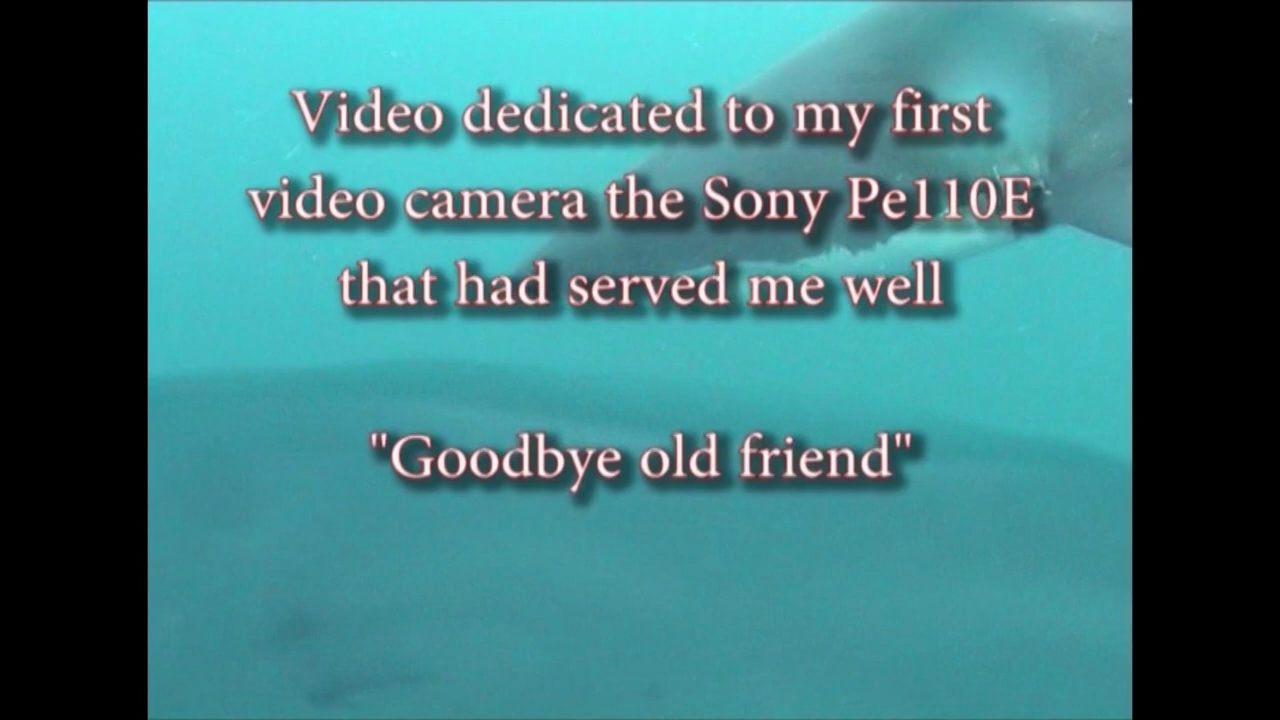 Video dedicated to my first
video camera the Sony Pe110E
that had served me well
"Goodbye old friend"